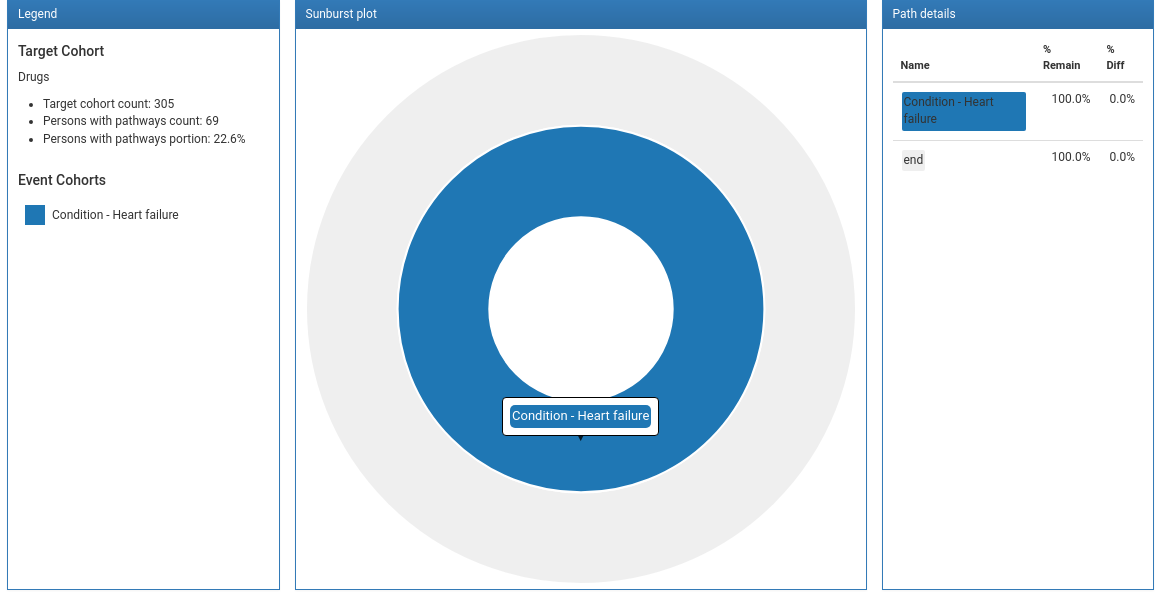 Legend
Target Cohort
Drugs
Target cohort count: 305
Persons with pathways count: 69
Persons with pathways portion: 22.6%
Event Cohorts
Condition - Heart failure
Sunburst plot
Condition - Heart failure
Path details
Name % Remain % Diff
Condition - Heart failure 100.0% 0.0%
end 100.0% 0.0%